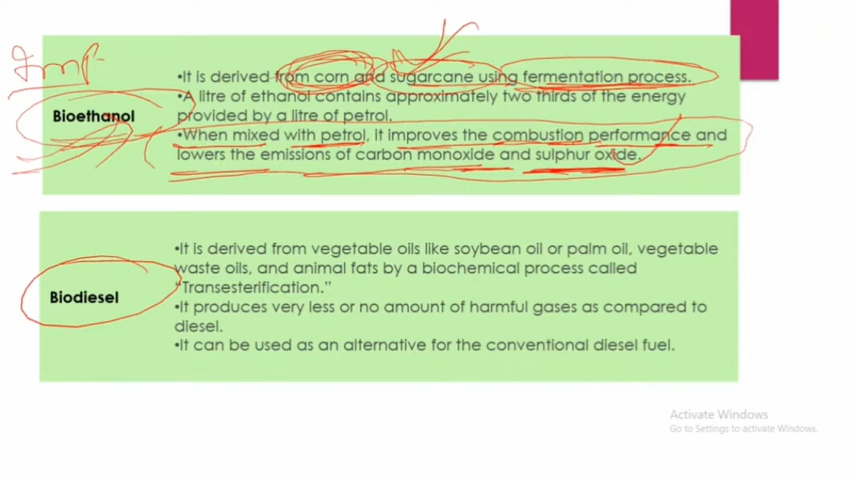 Imp.
•It is derived from corn and sugarcane using fermentation process.
•A litre of ethanol contains approximately two thirds of the energy
provided by a litre of petrol.
Bioethanol
•When mixed with petrol, it improves the combustion performance and
lowers the emissions of carbon monoxide and sulphur oxide.
•It is derived from vegetable oils like soybean oil or palm oil, vegetable
waste oils, and animal fats by a biochemical process called
"Transesterification."
Biodiesel
•It produces very less or no amount of harmful gases as compared to
diesel.
•It can be used as an alternative for the conventional diesel fuel.
Activate Windows
Go to Settings to activate Windows.